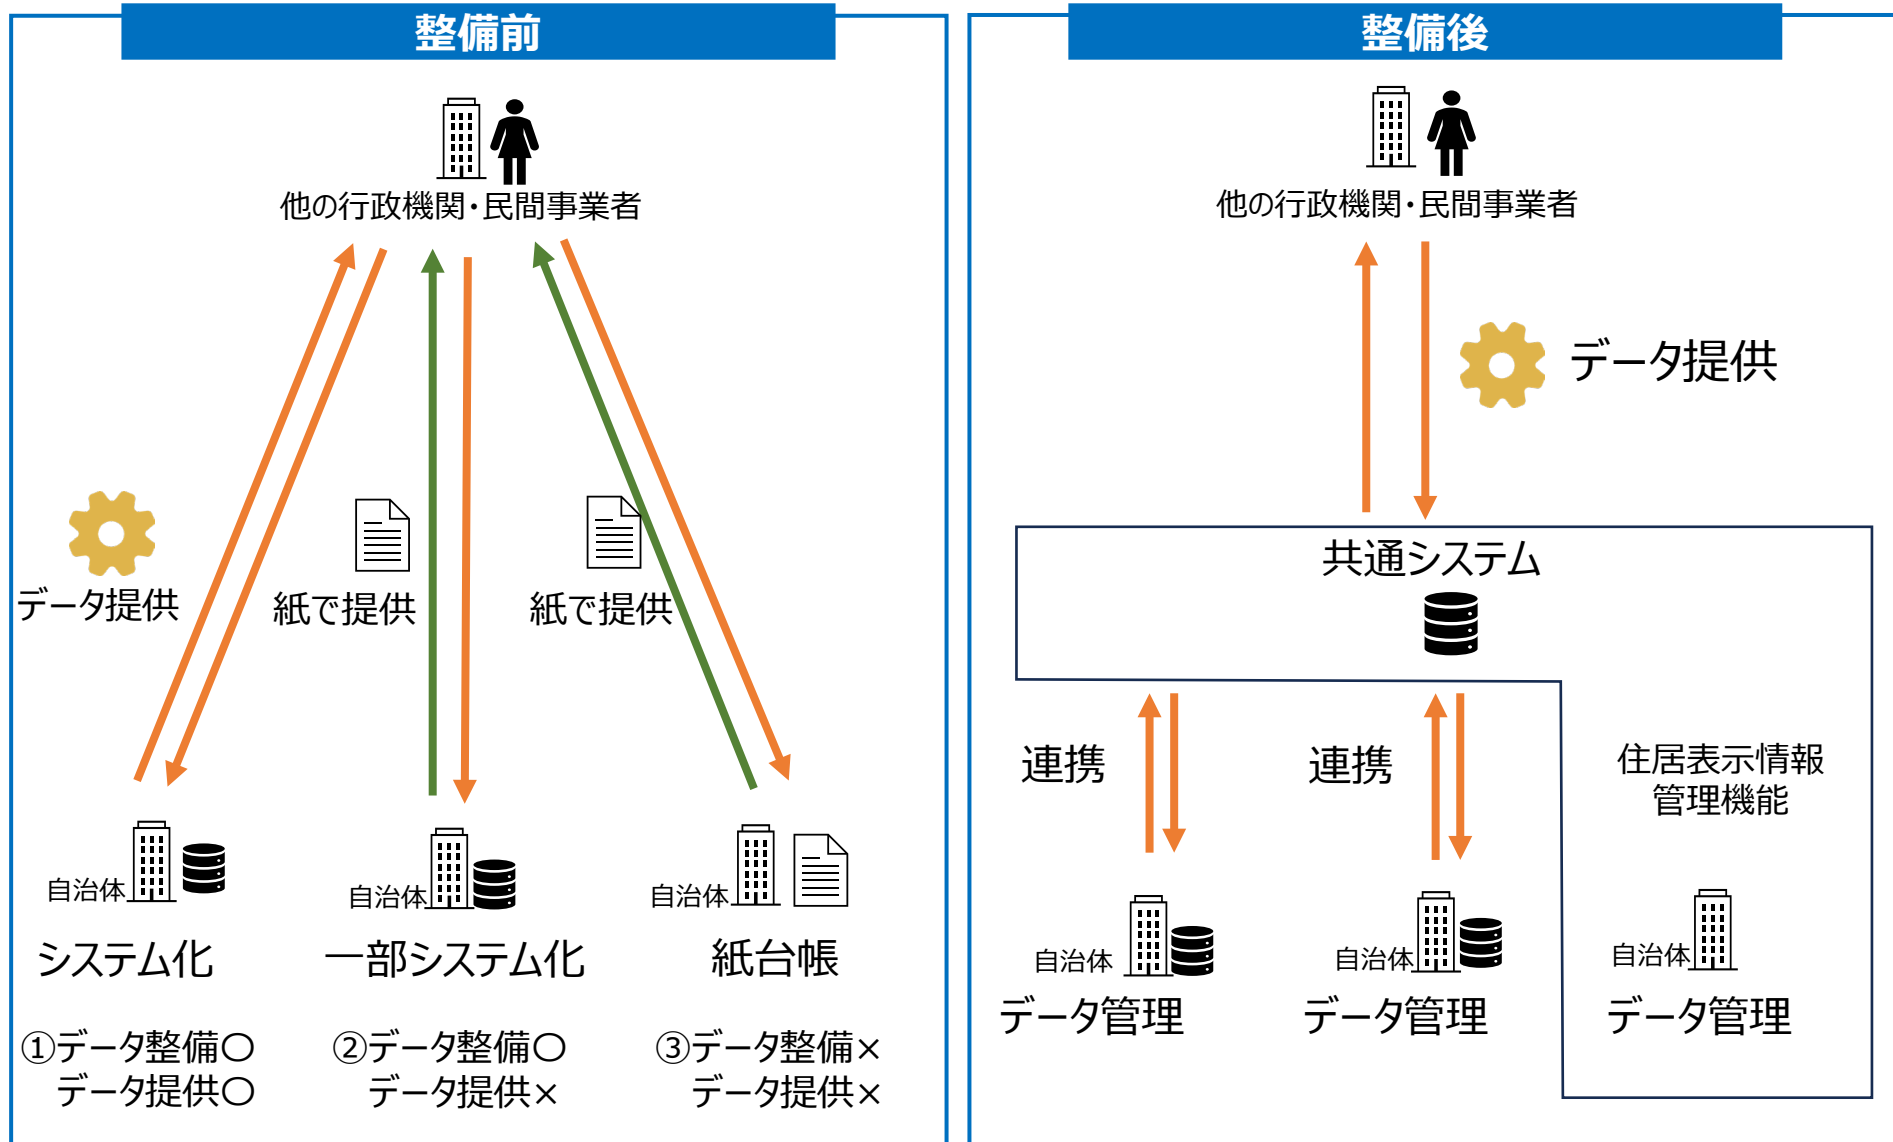 整備前
他の行政機関・民間事業者
データ提供
紙で提供
紙で提供
自治体
自治体
自治体
システム化
一部システム化
紙台帳
①データ整備〇
データ提供〇
②データ整備〇
データ提供×
③データ整備×
データ提供×
整備後
他の行政機関・民間事業者
データ提供
共通システム
連携
連携
住居表示情報
管理機能
自治体
自治体
自治体
データ管理
データ管理
データ管理